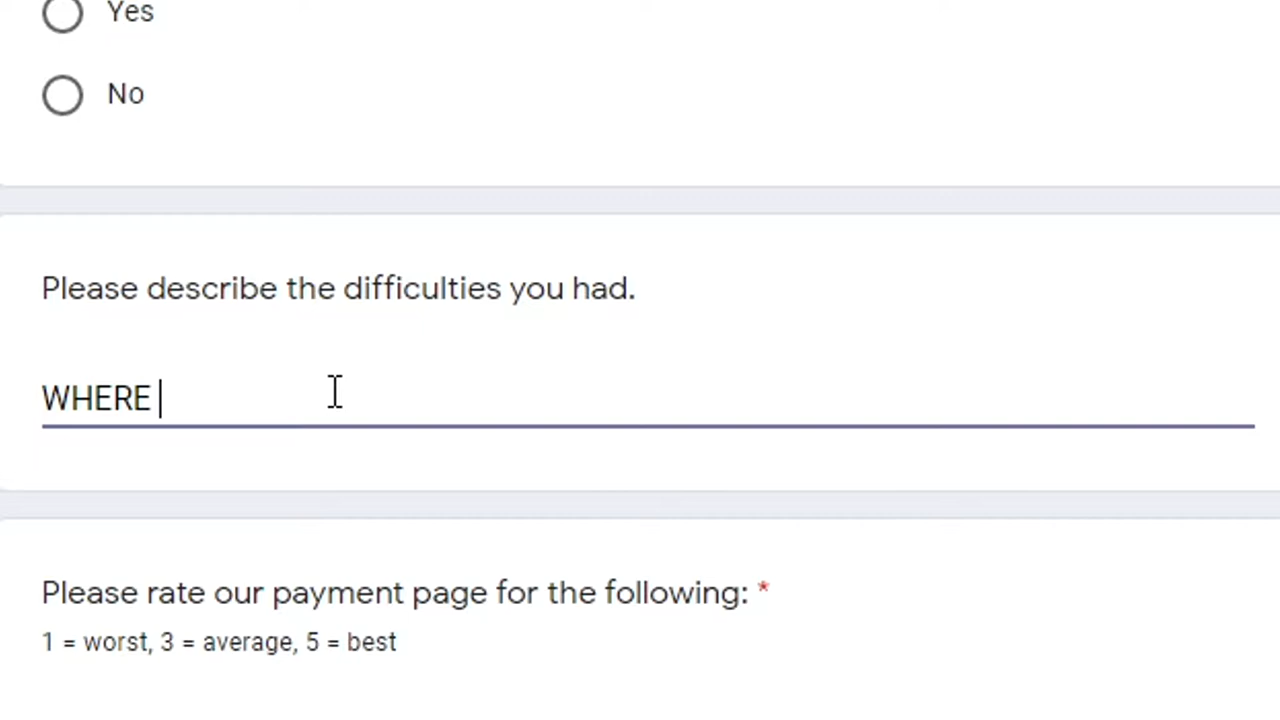 Yes
No
Please describe the difficulties you had.
WHERE
Please rate our payment page for the following: *
1 = worst, 3 = average, 5 = best